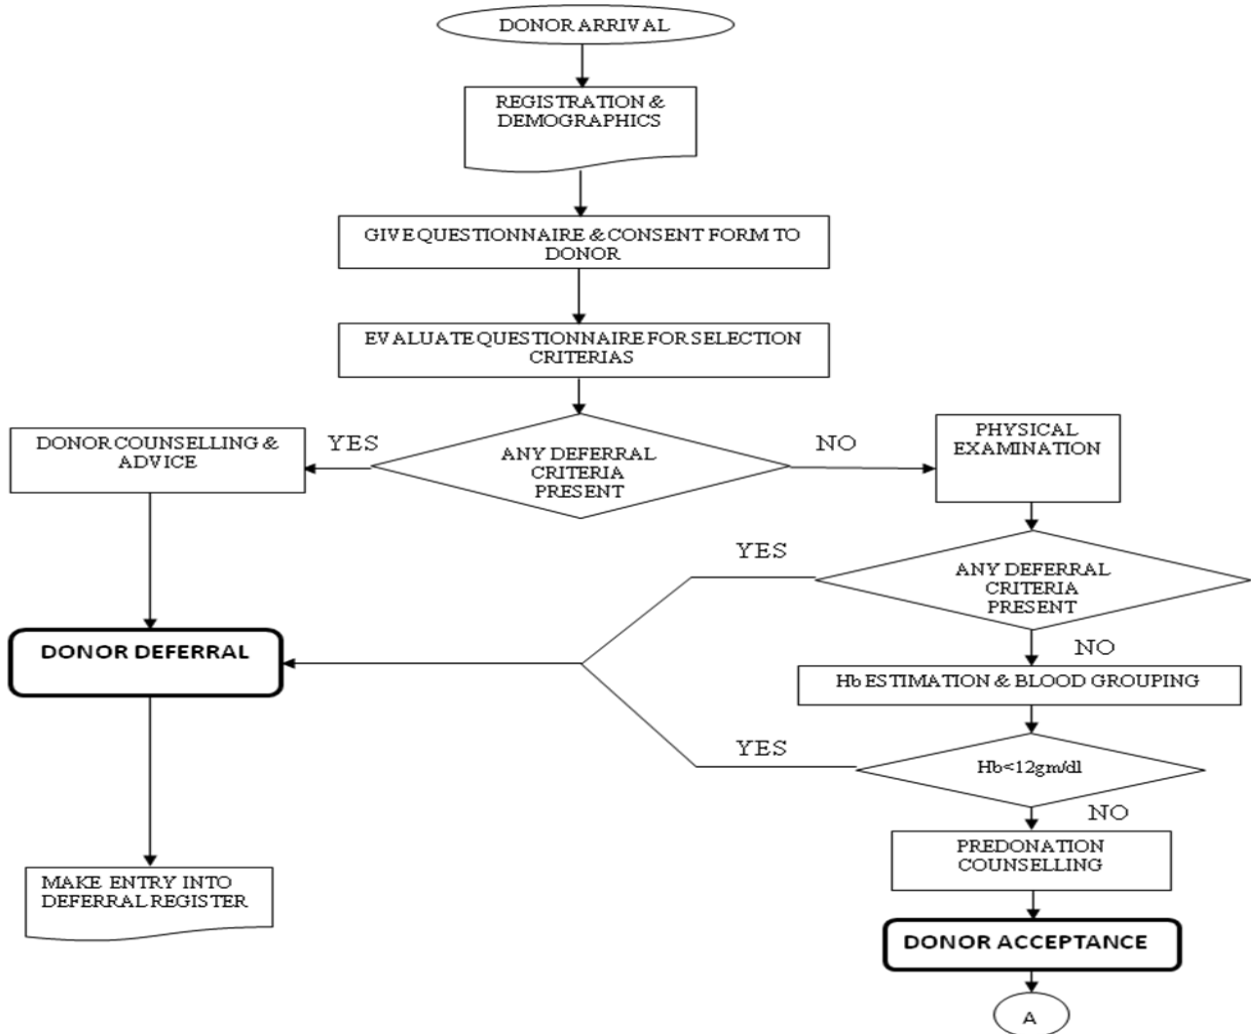 DONOR ARRIVAL
REGISTRATION &
DEMOGRAPHICS
GIVE QUESTIONNAIRE & CONSENT FORM TO
DONOR
EVALUATE QUESTIONNAIRE FOR SELECTION
CRITERIAS
DONOR COUNSELLING &
ADVICE
YES
ANY DEFERRAL
CRITERIA
PRESENT
NO
PHYSICAL
EXAMINATION
YES
ANY DEFERRAL
CRITERIA
PRESENT
DONOR DEFERRAL
NO
Hb ESTIMATION & BLOOD GROUPING
YES
Hb<12gm/dl
NO
PREDONATION
COUNSELLING
MAKE ENTRY INTO
DEFERRAL REGISTER
DONOR ACCEPTANCE
A